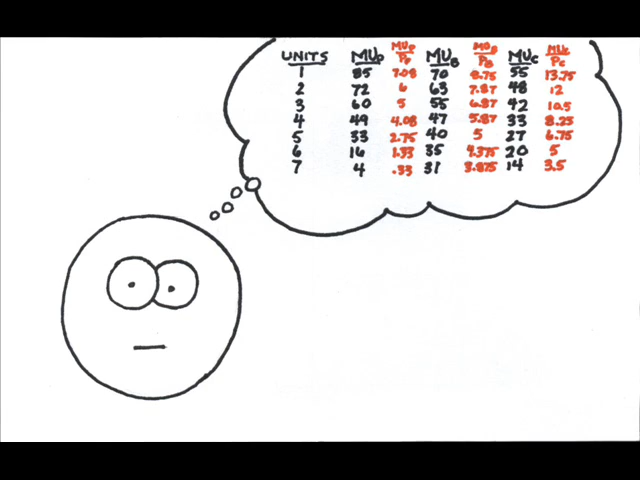 UNITS MUP MUP/PP MUB MUB/PB MUC MUC/PC
1 85 7.08 70 8.75 55 13.75
2 72 6 63 7.87 48 12
3 60 5 55 6.87 42 10.5
4 49 4.08 47 5.87 33 8.25
5 33 2.75 40 5 27 6.75
6 16 1.33 35 4.375 20 5
7 4 .33 31 3.875 14 3.5